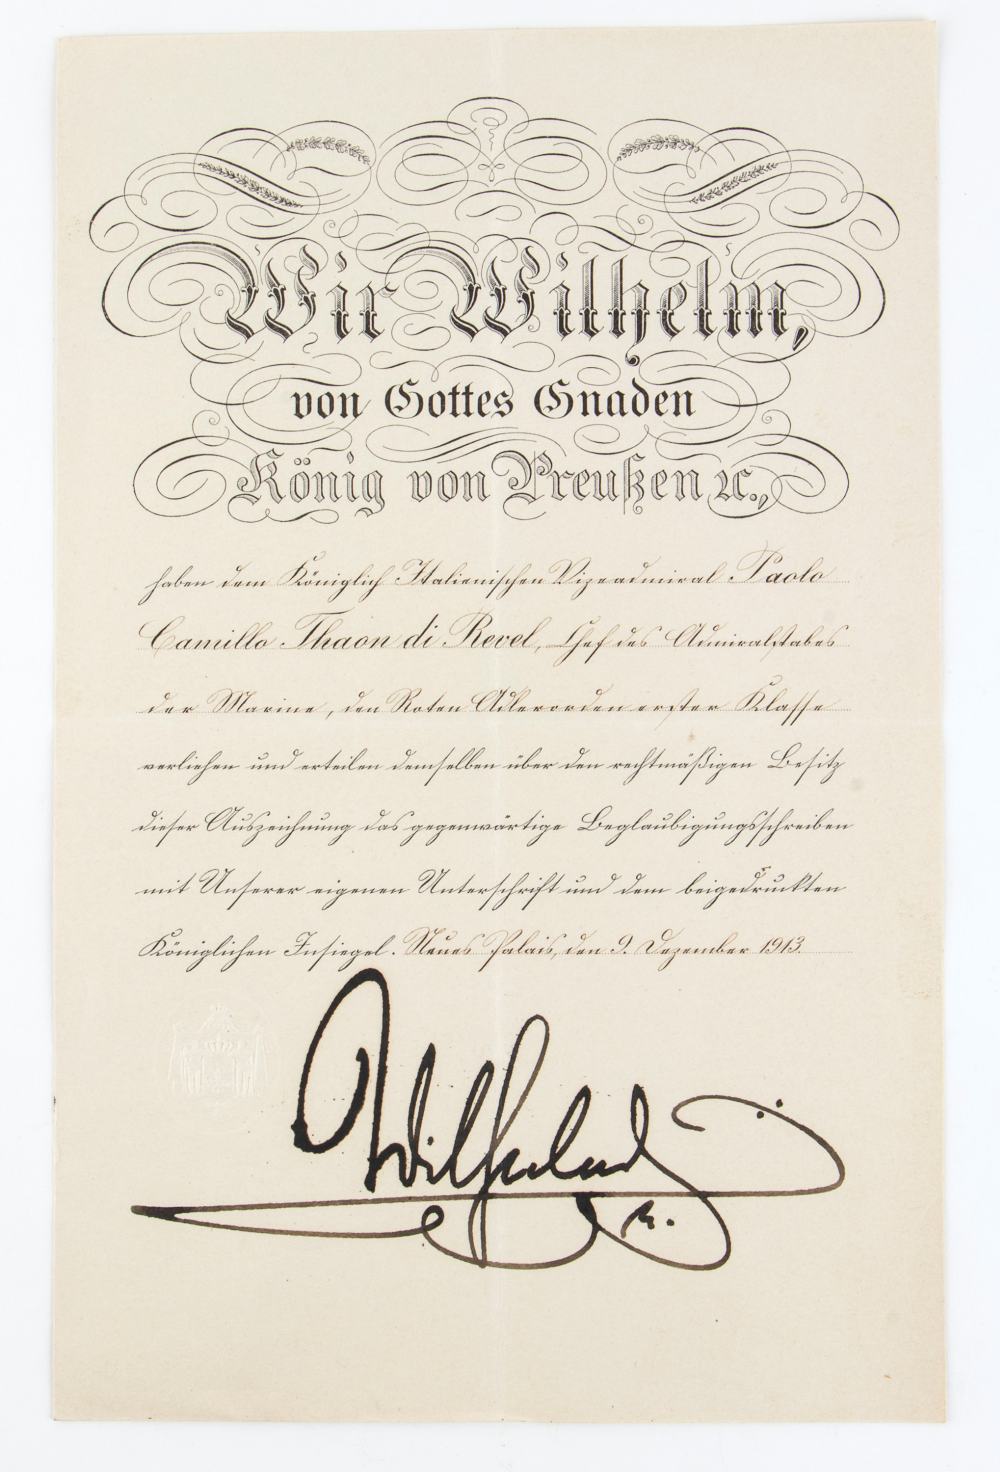 Wir Wilhelm,
von Gottes Gnaden
König von Preußen ꝛc.,
haben dem Königlich Italienischen Vizeadmiral Paolo
Camillo Thaon di Revel, Chef des Admiralstabes
der Marine, den Roten Adlerorden erster Klasse
verliehen und erteilen demselben über den rechtmäßigen Besitz
dieser Auszeichnung das gegenwärtige Beglaubigungsschreiben
mit Unserer eigenen Unterschrift und dem beigedruckten
Königlichen Insiegel. Neues Palais, den 9. Dezember 1913.
Wilhelm
R.